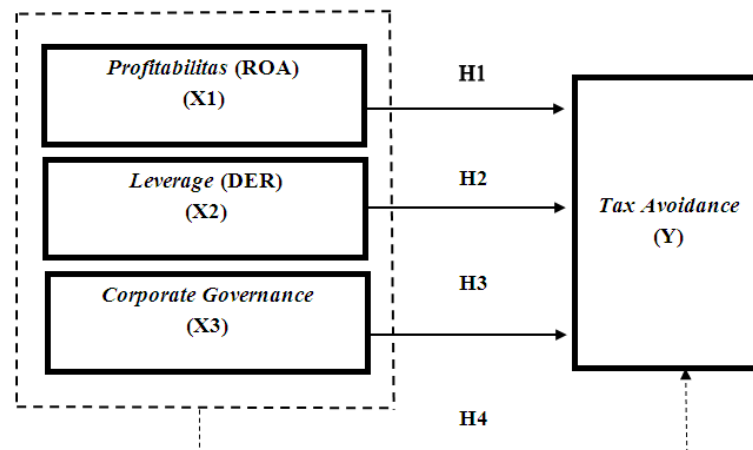 Profitabilitas (ROA)
(X1)
H1
Leverage (DER)
(X2)
H2
Tax Avoidance
(Y)
Corporate Governance
(X3)
H3
H4